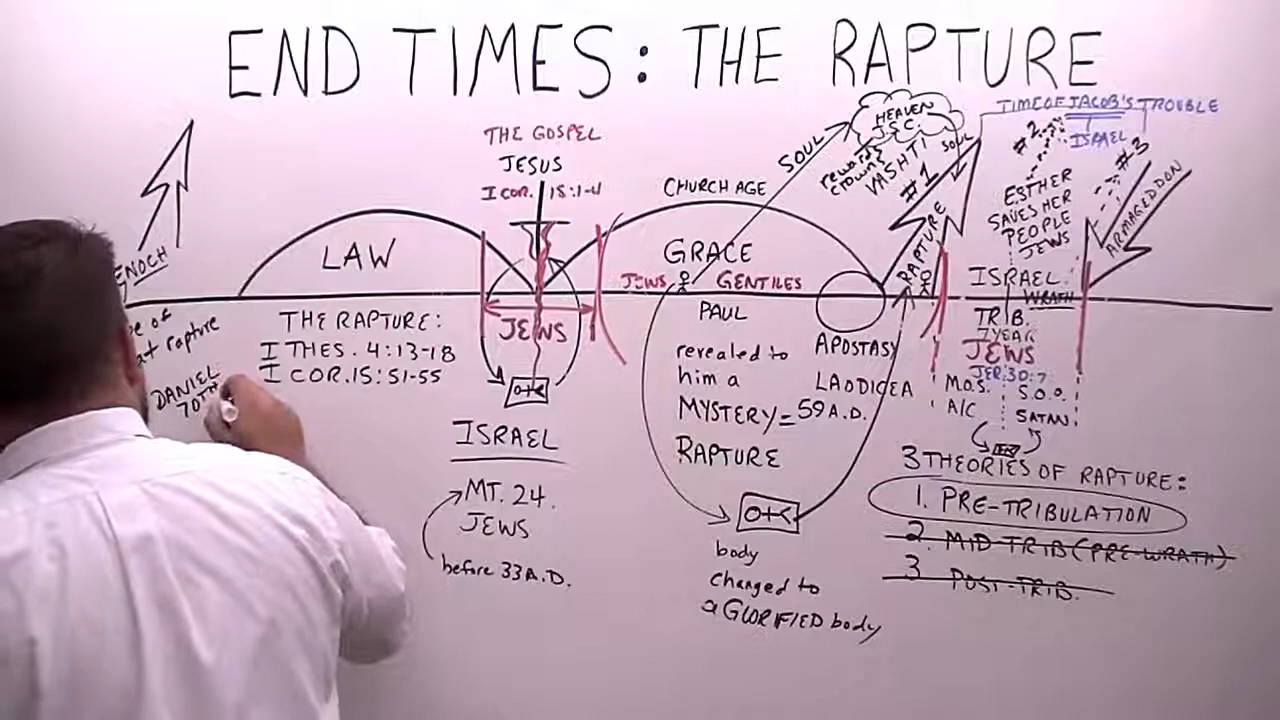 END TIMES: THE RAPTURE
ENOCH
rapture
DANIEL
70TH
LAW
THE RAPTURE:
I THES. 4:13-18
I COR.15:51-55
THE GOSPEL
JESUS
I COR. 15:1-4
JEWS
ISRAEL
MT. 24.
JEWS
before 33 A.D.
CHURCH AGE
GRACE
JEWS
GENTILES
PAUL
revealed to
him a
MYSTERY = 59 A.D.
RAPTURE
body
changed to
a GLORIFIED body
SOUL
HEAVEN
J.S.C.
rewards
crowns
VASHTI
SOUL
#1
RAPTURE
APOSTASY
LAODICEA
TIME OF JACOB'S TROUBLE
ISRAEL
#2
#3
ESTHER
SAVES HER
PEOPLE
JEWS
ARMAGEDDON
ISRAEL
WRATH
TRIB.
7 YEAR
JEWS
JER.30:7
M.O.S.
A/C
S.O.P.
SATAN
3 THEORIES OF RAPTURE:
1. PRE-TRIBULATION
2. MID TRIB (PRE-WRATH)
3 POST-TRIB.